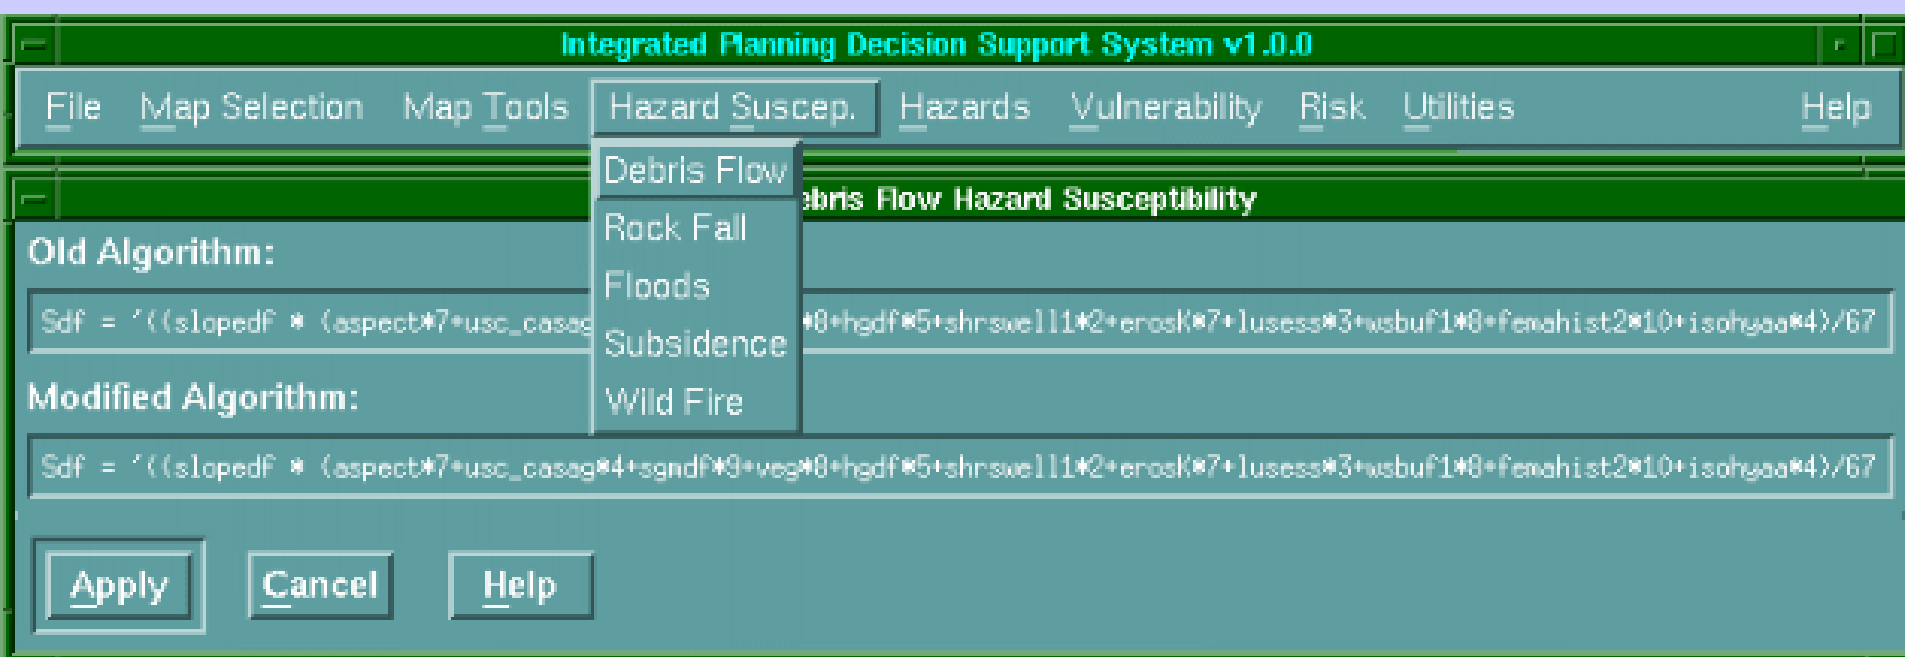 Integrated Planning Decision Support System v1.0.0
File Map Selection Map Tools Hazard Suscep. Hazards Vulnerability Risk Utilities Help
Debris Flow
Rock Fall
Floods
Subsidence
Wild Fire
ebris Flow Hazard Susceptibility
Old Algorithm:
Sdf = '((slopedf * (aspect*7+usc_casag *8+hgdf*5+shrswell1*2+erosK*7+lusess*3+wsbuf1*8+femahist2*10+isohyaa*4)/67
Modified Algorithm:
Sdf = '((slopedf * (aspect*7+usc_casag*4+sgmdf*9+veg*8+hgdf*5+shrswell1*2+erosK*7+lusess*3+wsbuf1*8+femahist2*10+isohyaa*4)/67
Apply Cancel Help